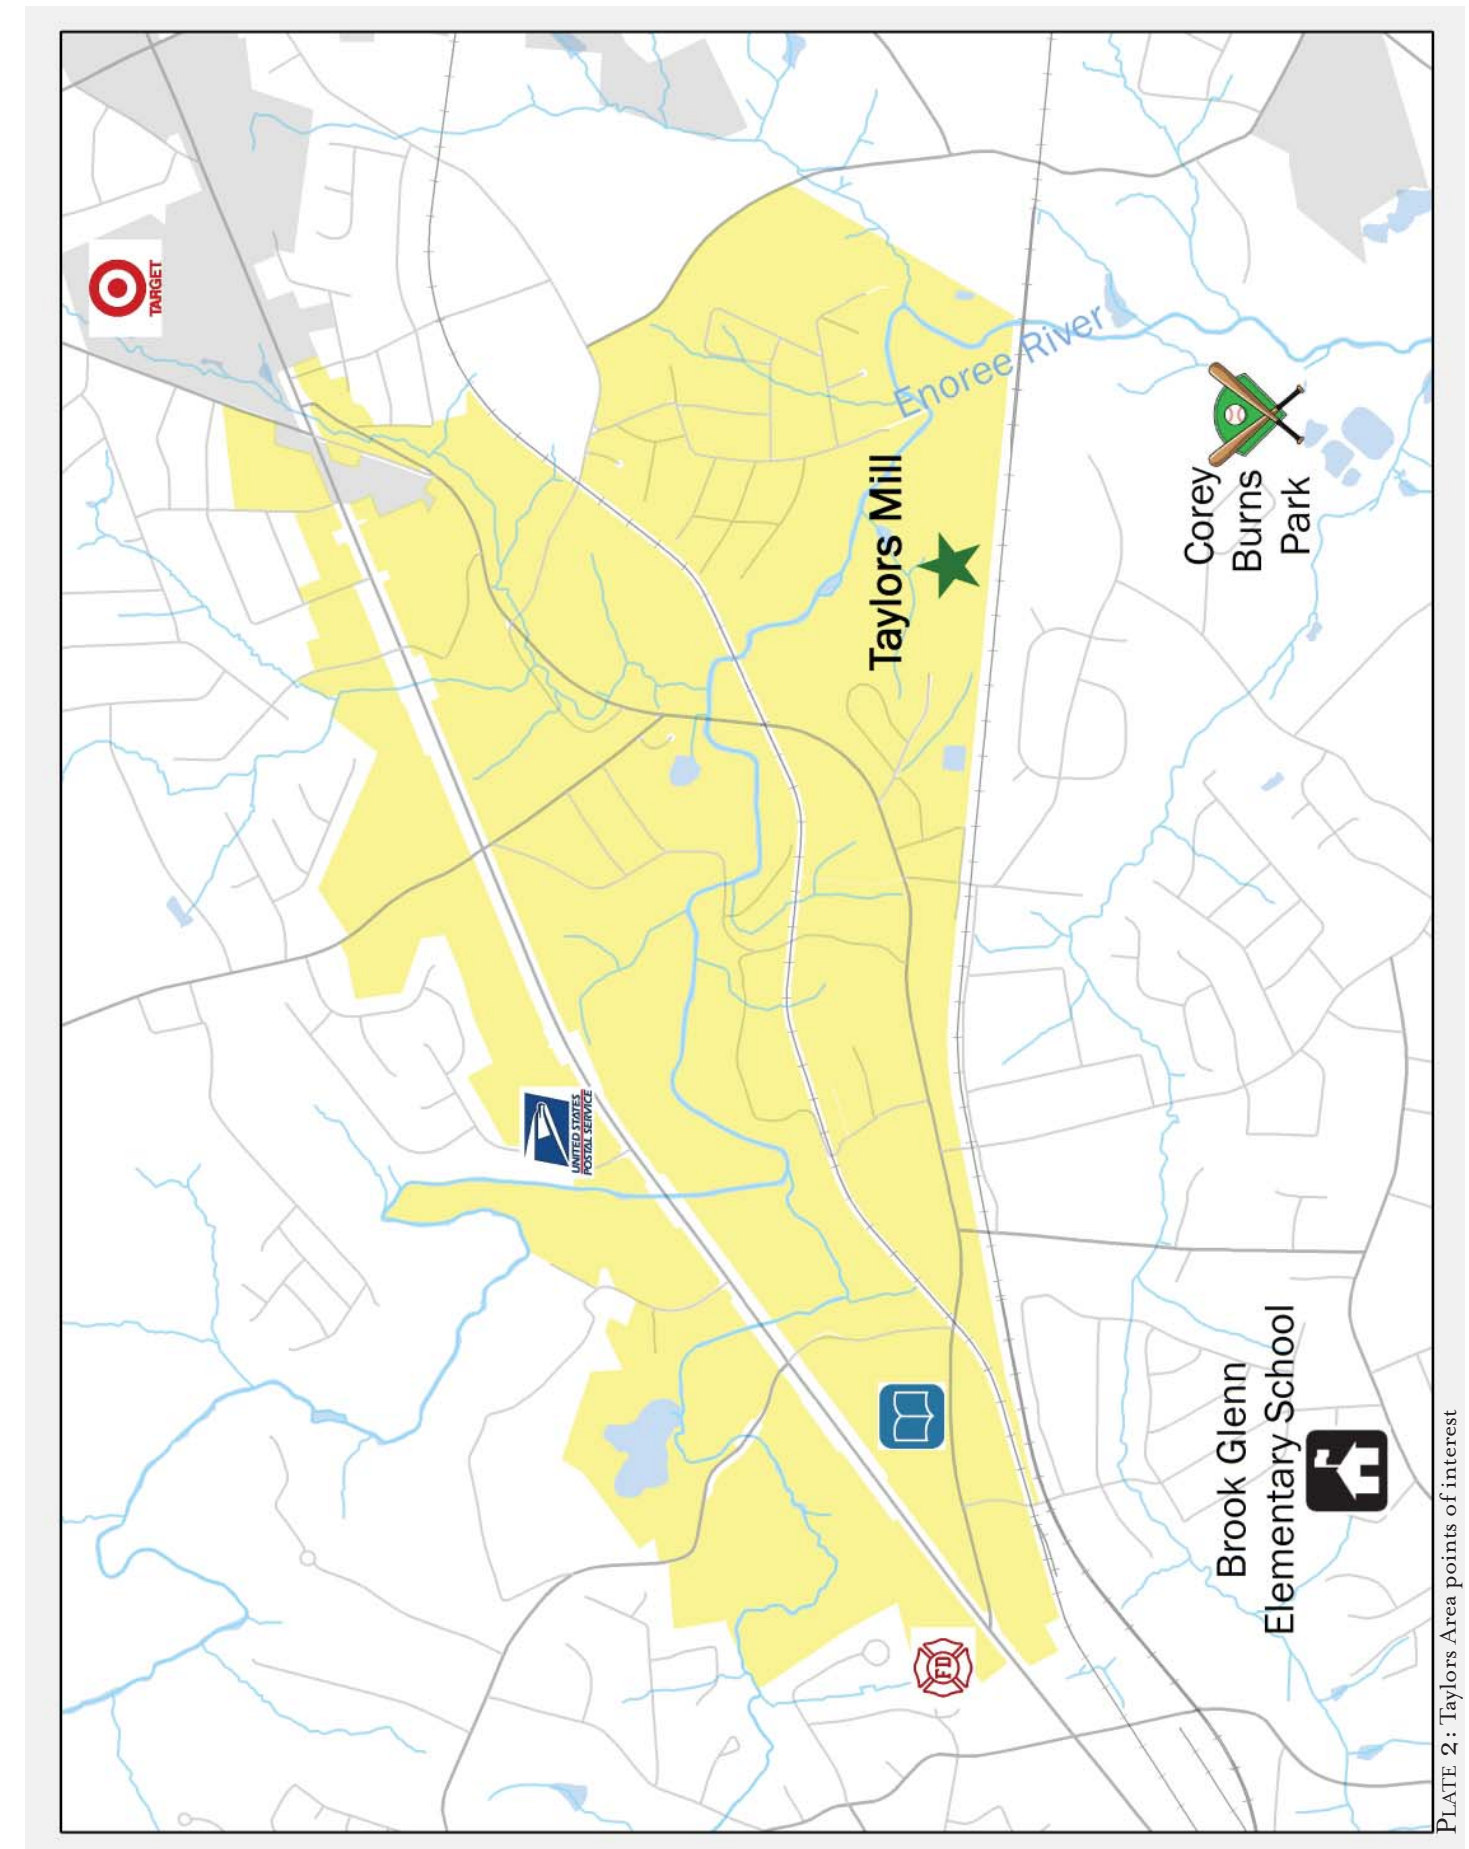 TARGET
UNITED STATES
POSTAL SERVICE
Enoree River
Taylors Mill
FD
Corey
Burns
Park
Brook Glenn
Elementary School
PLATE 2: Taylors Area points of interest